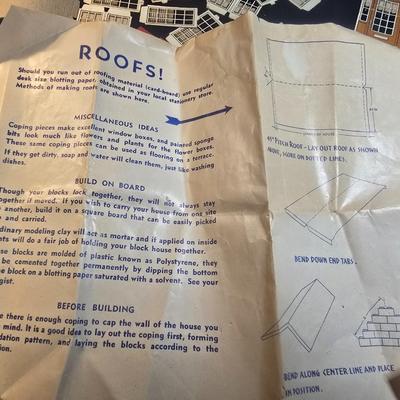 ROOFS!
Should you run out of roofing material (card-board) use regular
desk size blotting paper, obtained in your local stationery store.
Methods of making roofs are shown here.
MISCELLANEOUS IDEAS
Coping pieces make excellent window boxes, and painted sponge
bits look much like flowers and plants for the flower boxes.
These same coping pieces can be used as flooring on a terrace.
If they get dirty, soap and water will clean them, just like washing
dishes.
BUILD ON BOARD
Though your blocks lock together, they will not always stay
together if moved. If you wish to carry your house from one site
another, build it on a square board that can be easily picked
and carried.
dinary modeling clay will act as mortar and if applied on inside
nts will do a fair job of holding your block house together.
se blocks are molded of plastic known as Polystyrene, they
be cemented together permanently by dipping the bottom
he block on a blotting paper saturated with a solvent. See your
gist.
BEFORE BUILDING
e there is enough coping to cap the wall of the house you
mind. It is a good idea to lay out the coping first, forming
dation pattern, and laying the blocks according to the
ion.
45° PITCH ROOF - LAY OUT ROOF AS SHOWN
ABOVE, SCORE ON DOTTED LINES.
BEND DOWN END TABS.
BEND ALONG CENTER LINE AND PLACE
IN POSITION.